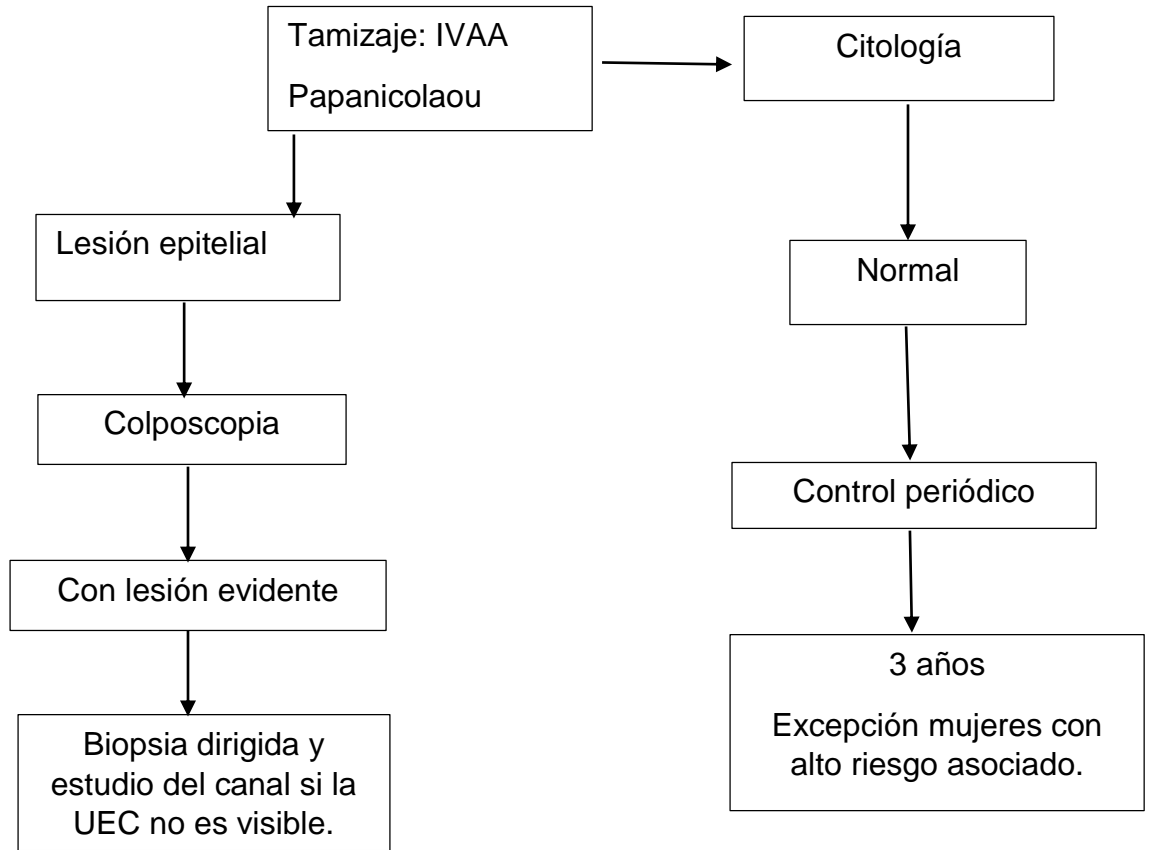 Tamizaje: IVAA
Papanicolaou
Citología
Lesión epitelial
Normal
Colposcopia
Control periódico
Con lesión evidente
3 años
Excepción mujeres con
alto riesgo asociado.
Biopsia dirigida y
estudio del canal si la
UEC no es visible.